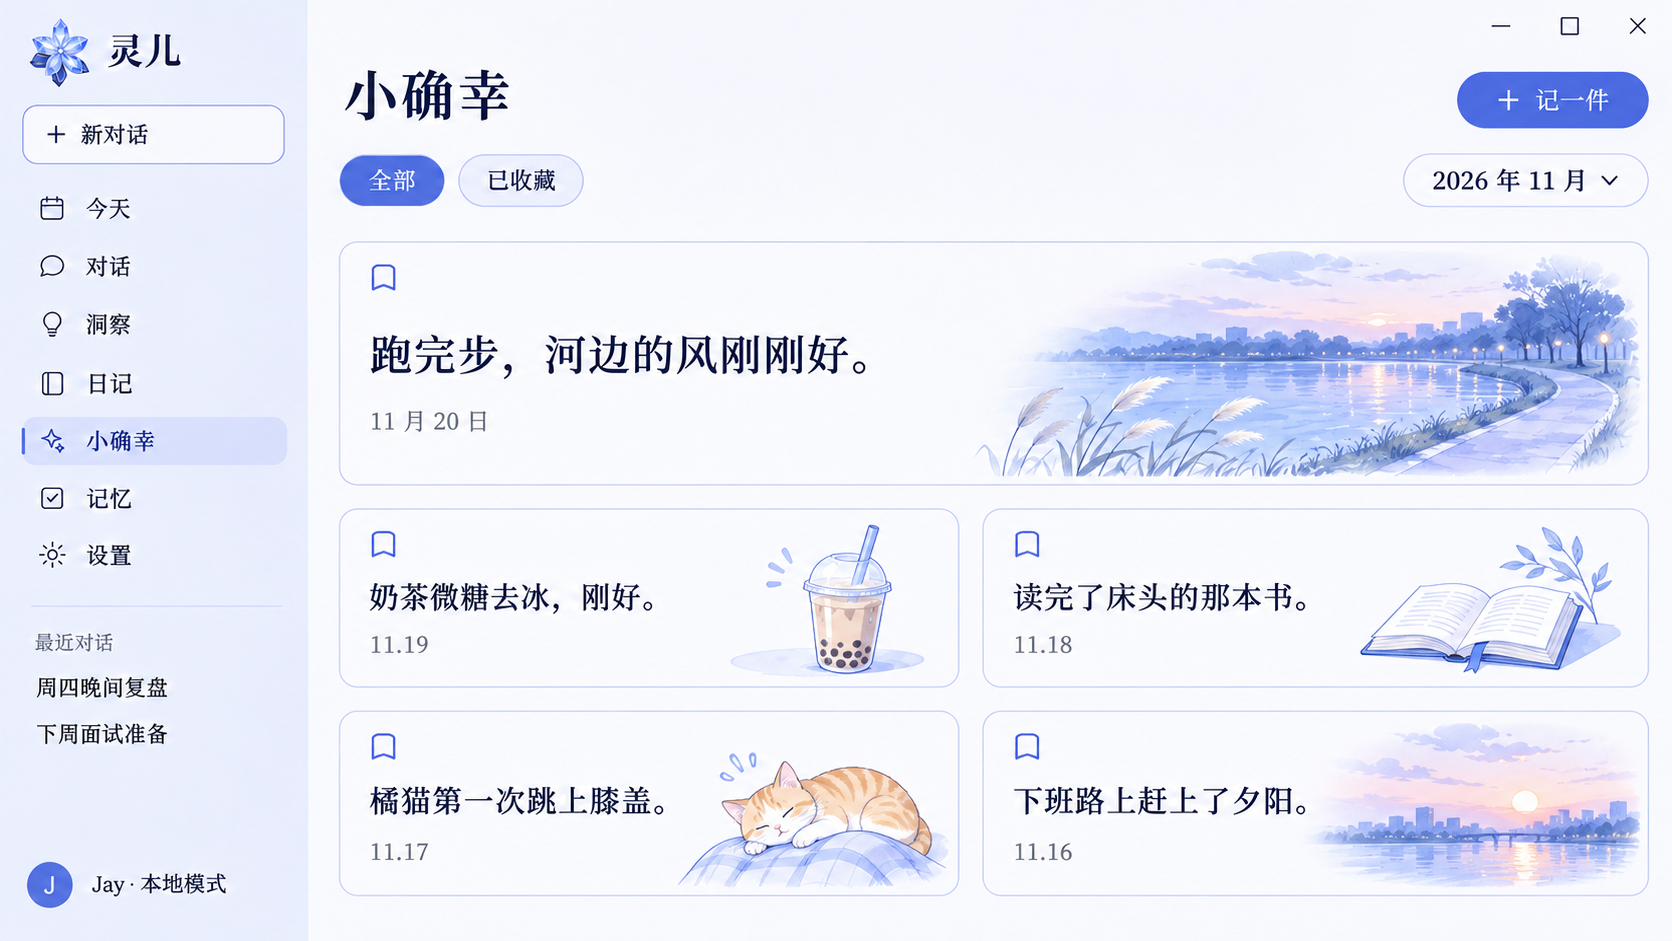 灵儿
+ 新对话
今天
对话
洞察
日记
小确幸
记忆
设置
最近对话
周四晚间复盘
下周面试准备
J
Jay · 本地模式
小确幸
+ 记一件
全部
已收藏
2026 年 11 月
跑完步，河边的风刚刚好。
11 月 20 日
奶茶微糖去冰，刚好。
11.19
读完了床头的那本书。
11.18
橘猫第一次跳上膝盖。
11.17
下班路上赶上了夕阳。
11.16